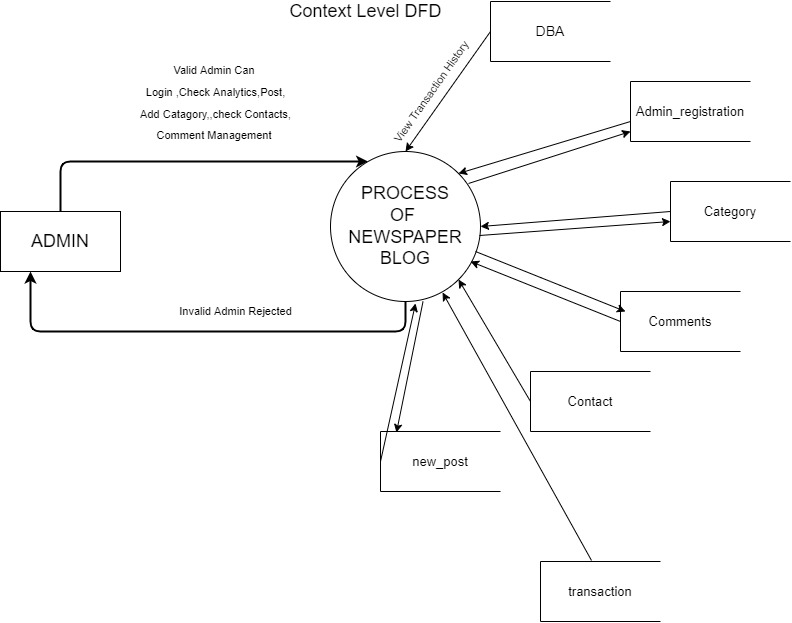 Context Level DFD
DBA
Valid Admin Can
Login ,Check Analytics,Post,
Add Catagory,,check Contacts,
Comment Management
View Transaction History
Admin_registration
PROCESS
OF
NEWSPAPER
BLOG
Category
ADMIN
Invalid Admin Rejected
Comments
Contact
new_post
transaction